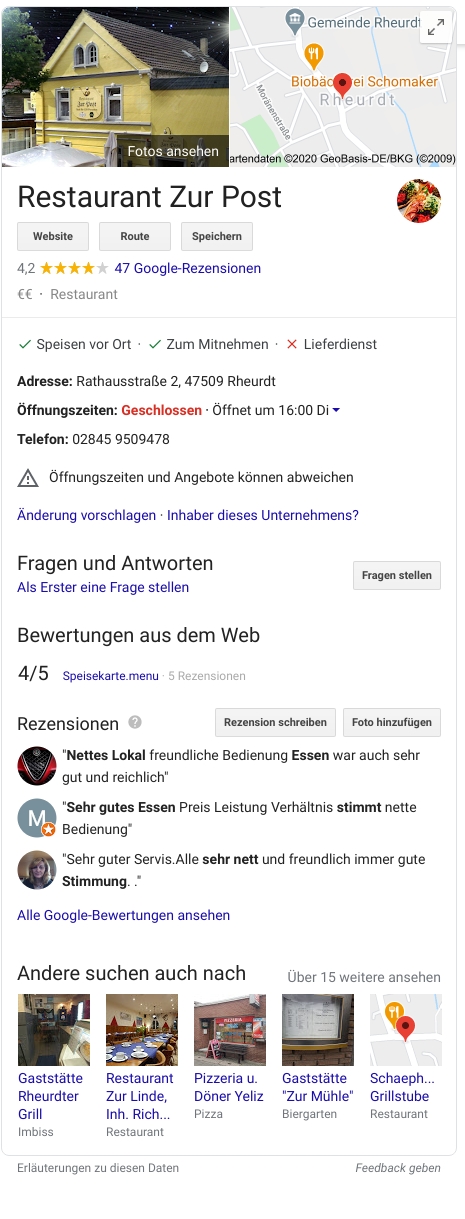 Gemeinde Rheurdt
Biobäckerei Schomaker
Rheurdt
Moränenstraße
Zur Post
Fotos ansehen
artendaten ©2020 GeoBasis-DE/BKG (©2009)
Restaurant Zur Post
Website Route Speichern
4,2 47 Google-Rezensionen
€€ · Restaurant
Speisen vor Ort · Zum Mitnehmen · Lieferdienst
Adresse: Rathausstraße 2, 47509 Rheurdt
Öffnungszeiten: Geschlossen · Öffnet um 16:00 Di
Telefon: 02845 9509478
Öffnungszeiten und Angebote können abweichen
Änderung vorschlagen · Inhaber dieses Unternehmens?
Fragen und Antworten
Als Erster eine Frage stellen
Fragen stellen
Bewertungen aus dem Web
4/5 Speisekarte.menu · 5 Rezensionen
Rezensionen ? Rezension schreiben Foto hinzufügen
"Nettes Lokal freundliche Bedienung Essen war auch sehr
gut und reichlich"
M
"Sehr gutes Essen Preis Leistung Verhältnis stimmt nette
Bedienung"
"Sehr guter Servis.Alle sehr nett und freundlich immer gute
Stimmung. ."
Alle Google-Bewertungen ansehen
Andere suchen auch nach Über 15 weitere ansehen
PIZZERIA
Gaststätte
Rheurdter
Grill
Imbiss
Restaurant
Zur Linde,
Inh. Rich...
Restaurant
Pizzeria u.
Döner Yeliz
Pizza
Gaststätte
"Zur Mühle"
Biergarten
Schaeph...
Grillstube
Restaurant
Erläuterungen zu diesen Daten Feedback geben